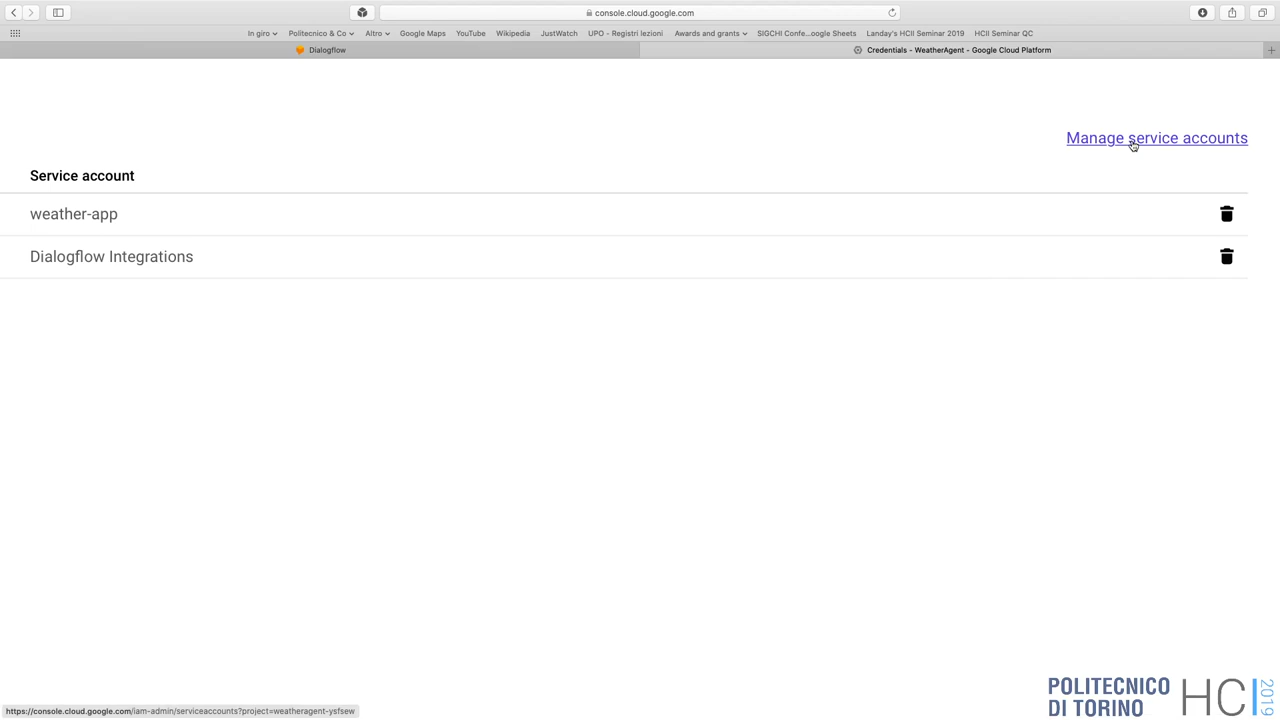 console.cloud.google.com
In giro Politecnico & Co Altro Google Maps YouTube Wikipedia JustWatch UPO - Registri lezioni Awards and grants SIGCHI Confe...oogle Sheets Landay's HCII Seminar 2019 HCII Seminar QC
Dialogflow Credentials - WeatherAgent - Google Cloud Platform
Manage service accounts
Service account
weather-app
Dialogflow Integrations
POLITECNICO
DI TORINO
HCI
2019
https://console.cloud.google.com/iam-admin/serviceaccounts?project=weatheragent-ysfsew